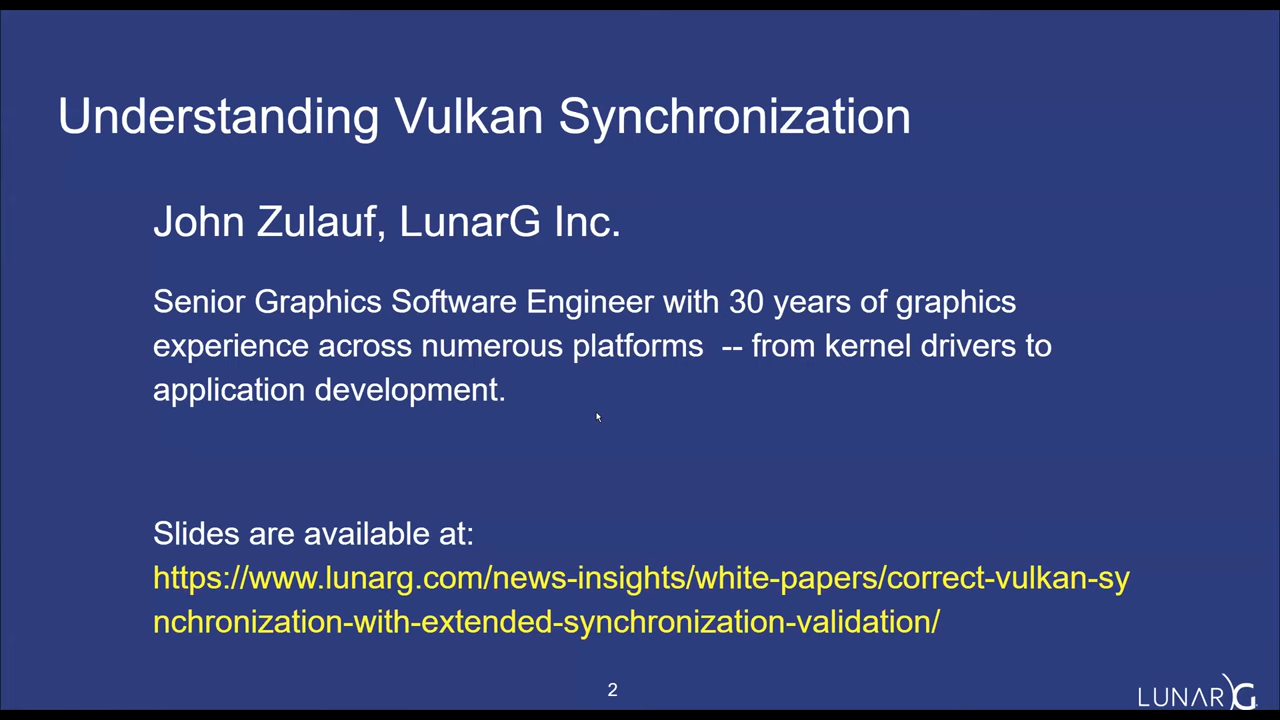 Understanding Vulkan Synchronization
John Zulauf, LunarG Inc.
Senior Graphics Software Engineer with 30 years of graphics
experience across numerous platforms  -- from kernel drivers to
application development.
Slides are available at:
https://www.lunarg.com/news-insights/white-papers/correct-vulkan-sy
nchronization-with-extended-synchronization-validation/
2
LUNAR G